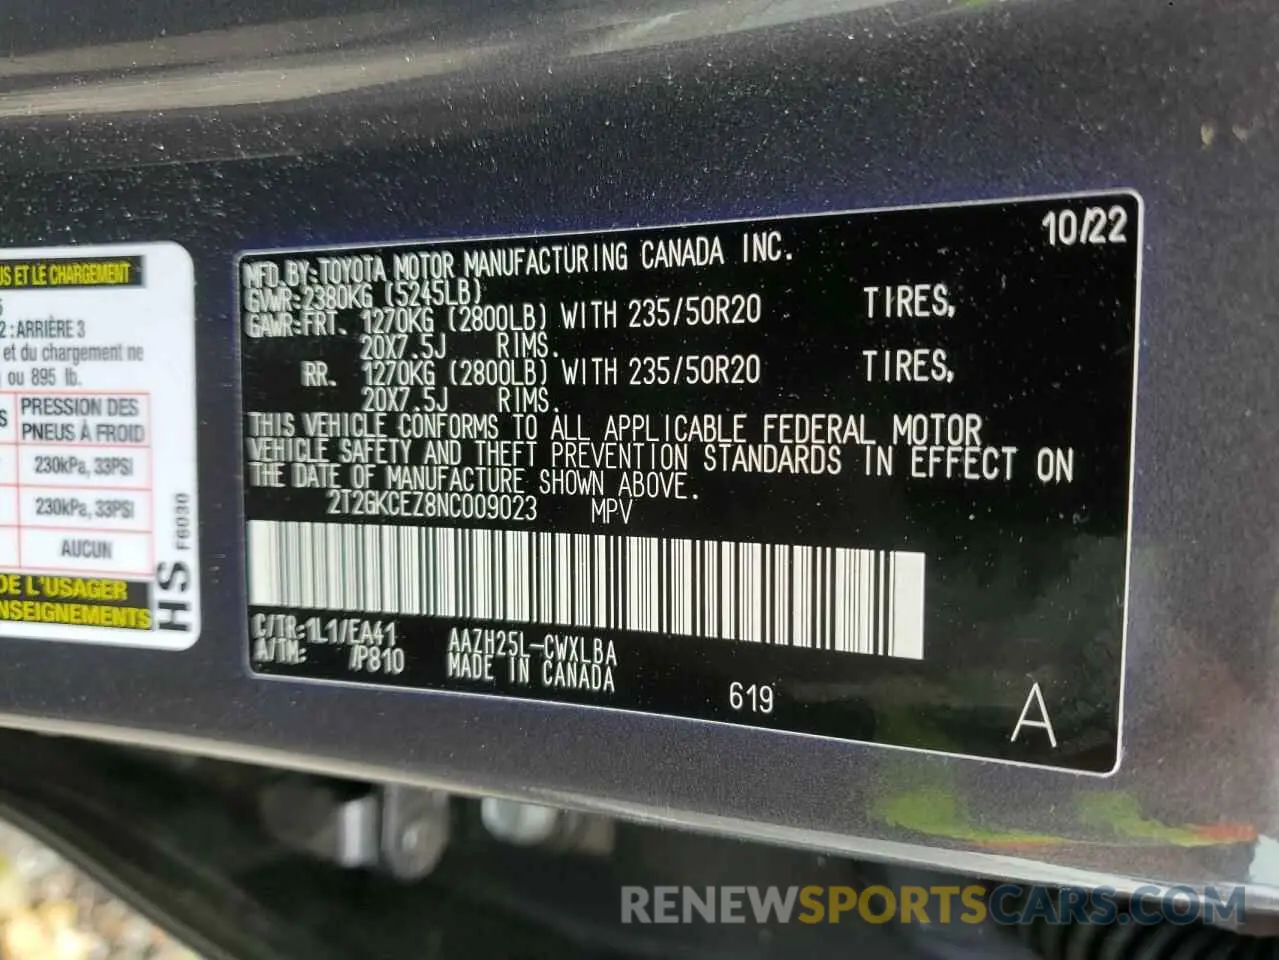 US ET LE CHARGEMENT
5
2 : ARRIÈRE 3
et du chargement ne
ou 895 lb.
S
PRESSION DES
PNEUS À FROID
230kPa, 33PSI
230kPa, 33PSI
AUCUN
DE L'USAGER
NSEIGNEMENTS
HS F6030
10/22
MFD.BY:TOYOTA MOTOR MANUFACTURING CANADA INC.
GVWR:2380KG (5245LB)
GAWR:FRT. 1270KG (2800LB) WITH 235/50R20 TIRES,
20X7.5J RIMS.
RR. 1270KG (2800LB) WITH 235/50R20 TIRES,
20X7.5J RIMS.
THIS VEHICLE CONFORMS TO ALL APPLICABLE FEDERAL MOTOR
VEHICLE SAFETY AND THEFT PREVENTION STANDARDS IN EFFECT ON
THE DATE OF MANUFACTURE SHOWN ABOVE.
2T2GKCEZ8NC009023 MPV
C/TR:1L1/EA41 AAZH25L-CWXLBA
A/TM: /P810 MADE IN CANADA
619
A
RENEWSPORTSCARS.COM